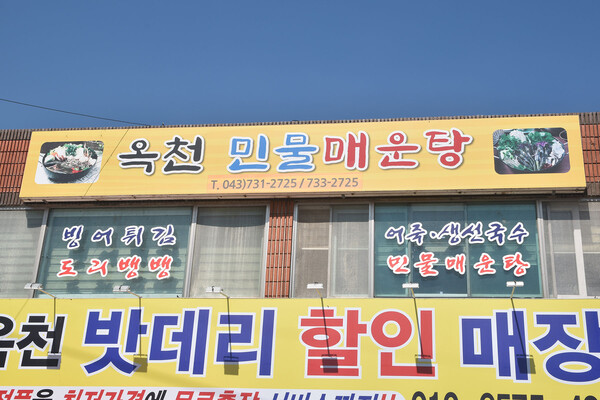 옥천 민물매운탕
T. 043)731-2725 / 733-2725
빙어튀김
도리뱅뱅
어죽·생선국수
민물매운탕
옥천 밧데리 할인 매장